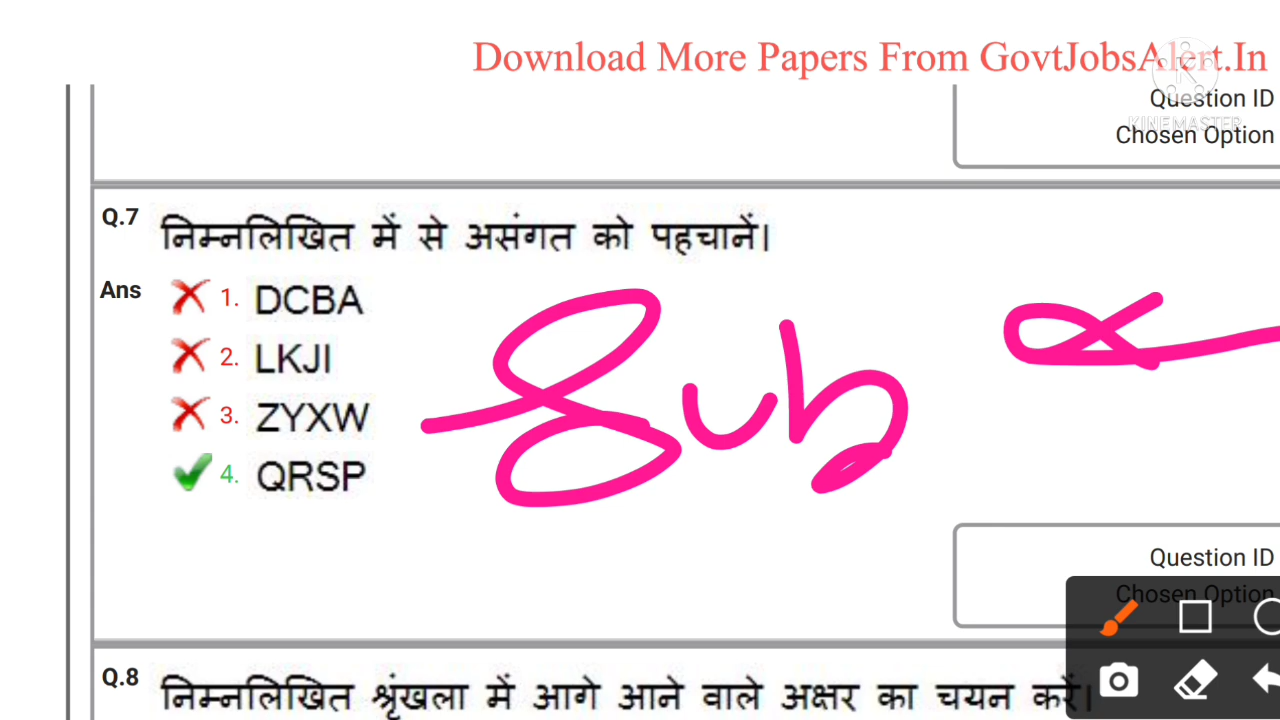 Download More Papers From GovtJobsAlert.In
KINEMASTER
Question ID
Chosen Option
Q.7 निम्नलिखित में से असंगत को पहचानें।
Ans 1. DCBA
2. LKJI
3. ZYXW
4. QRSP
Sub
Question ID
Chosen Option
Q.8 निम्नलिखित श्रृंखला में आगे आने वाले अक्षर का चयन करें।